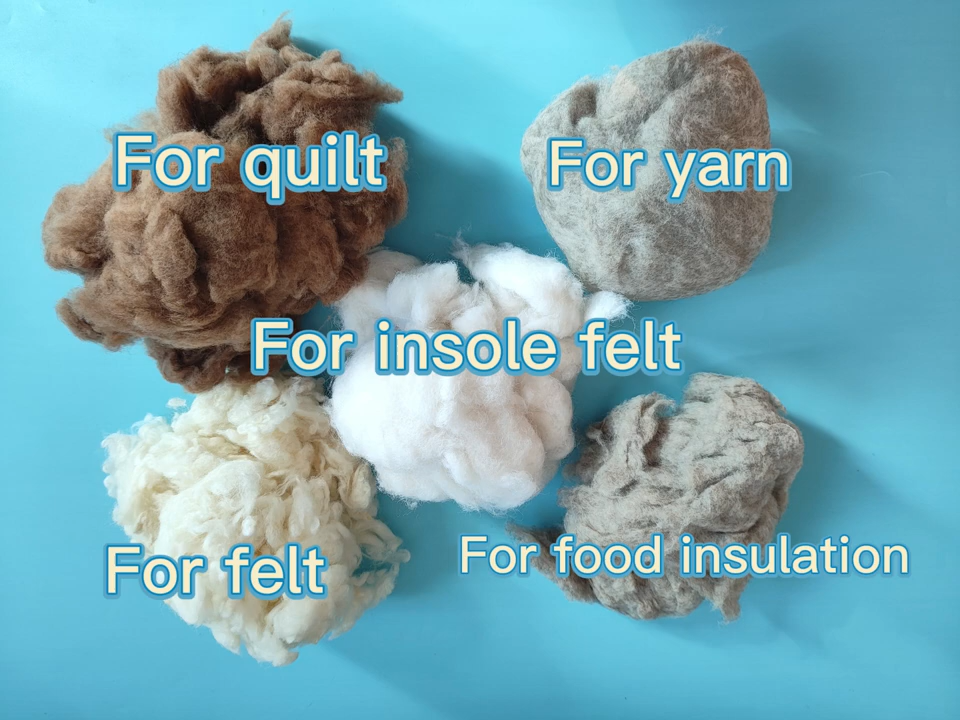 For quilt
For yarn
For insole felt
For felt
For food insulation